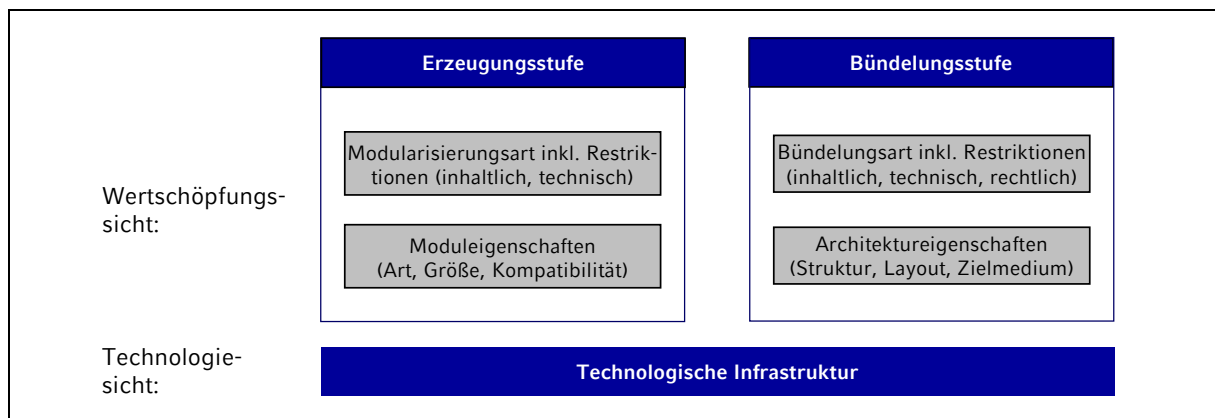 Erzeugungsstufe
Bündelungsstufe
Wertschöpfungs-
sicht:
Modularisierungsart inkl. Restrik-
tionen (inhaltlich, technisch)
Bündelungsart inkl. Restriktionen
(inhaltlich, technisch, rechtlich)
Moduleigenschaften
(Art, Größe, Kompatibilität)
Architektureigenschaften
(Struktur, Layout, Zielmedium)
Technologie-
sicht:
Technologische Infrastruktur